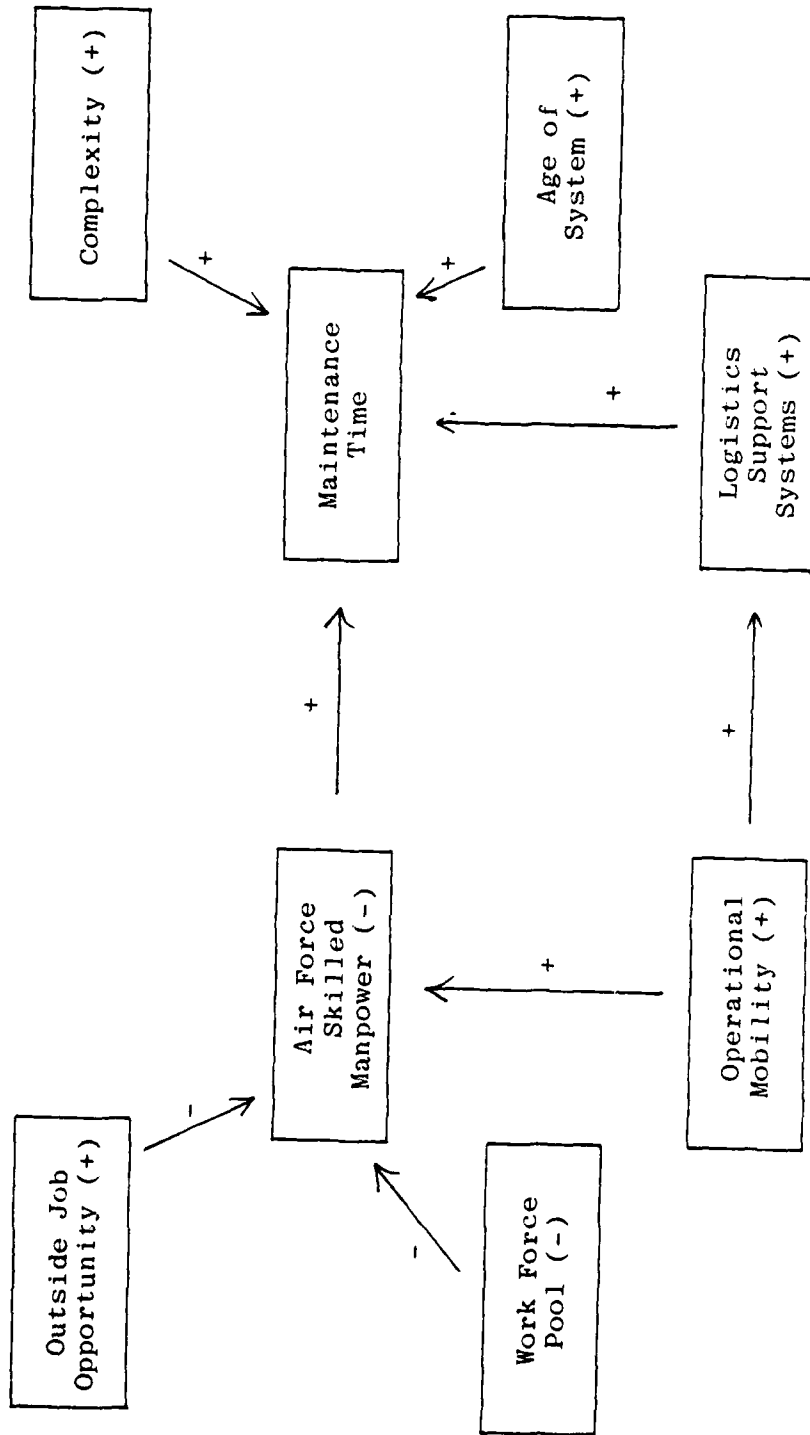 Outside Job
Opportunity (+)
-
Work Force
Pool (-)
-
Air Force
Skilled
Manpower (-)
+
Operational
Mobility (+)
+
+
Maintenance
Time
Complexity (+)
+
Age of
System (+)
+
Logistics
Support
Systems (+)
+